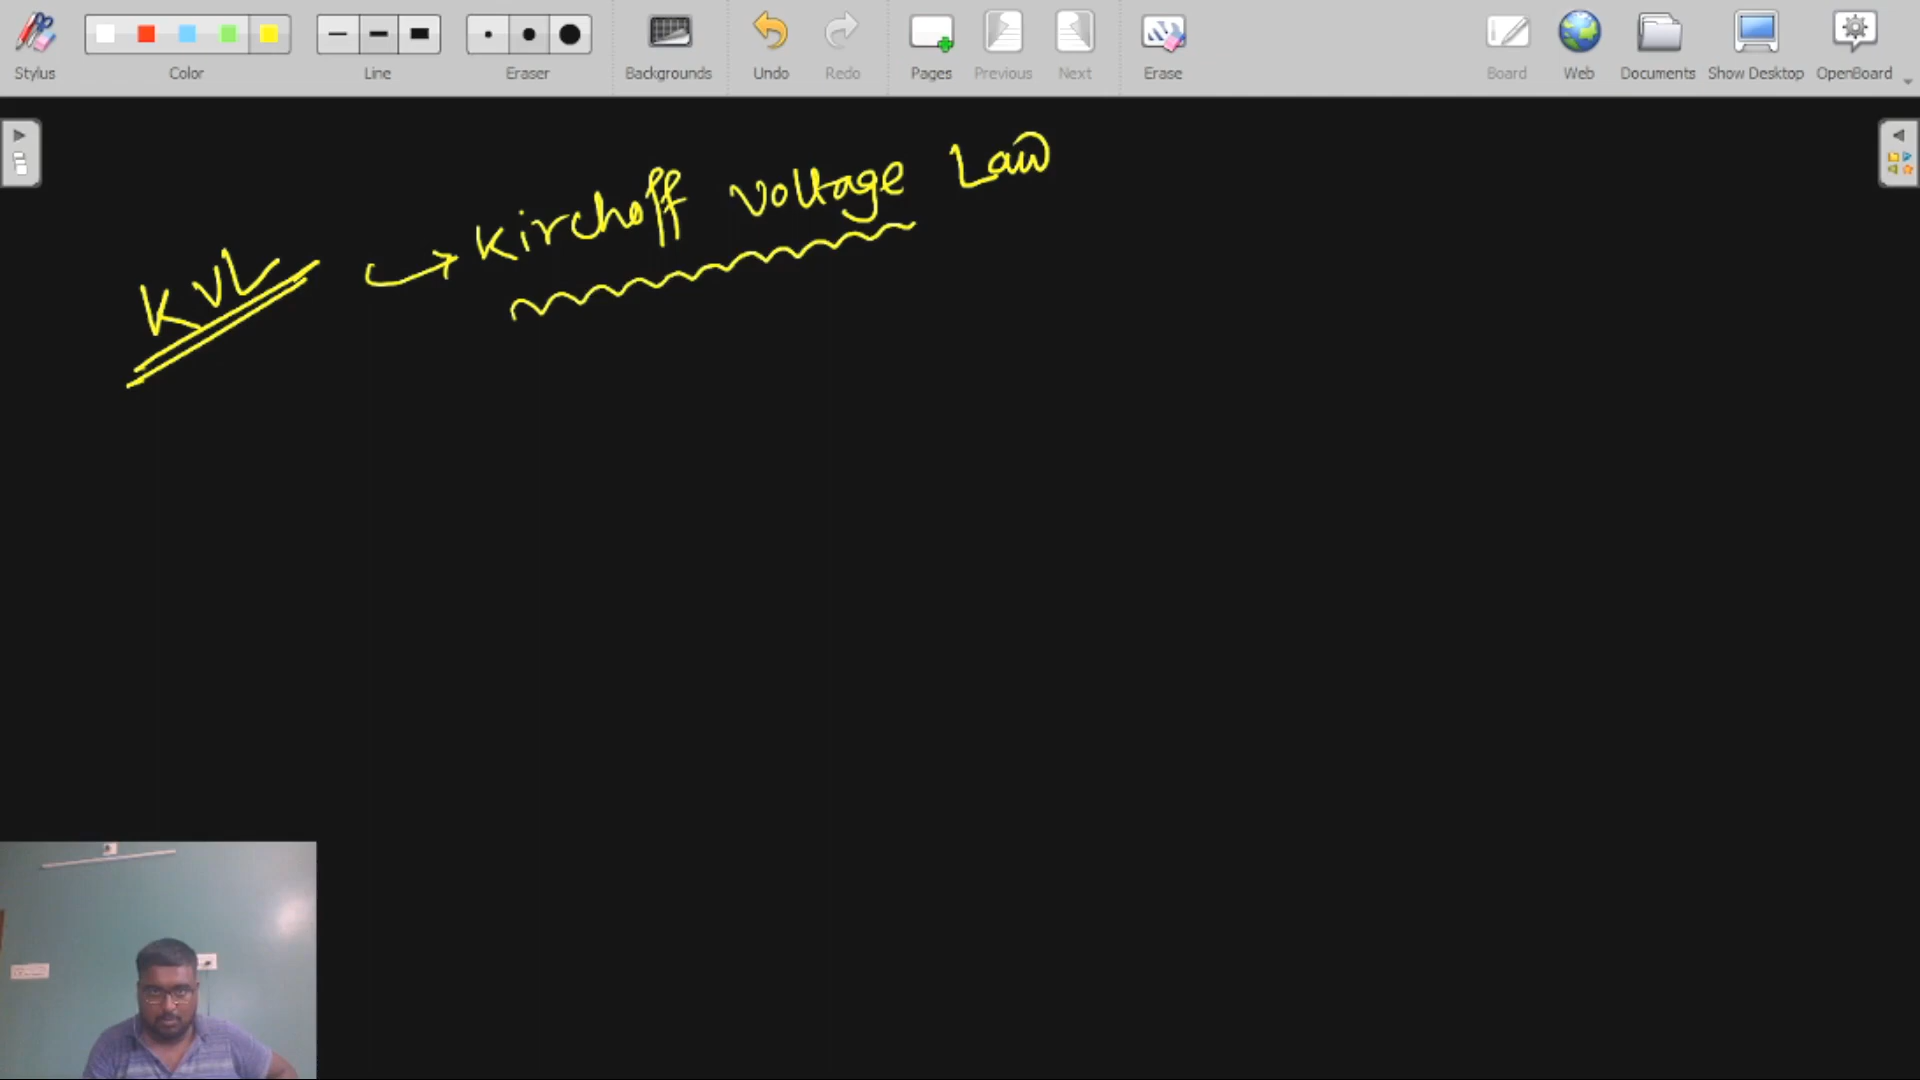 Stylus Color Line Eraser Backgrounds Undo Redo Pages Previous Next Erase Board Web Documents Show Desktop OpenBoard
KVL → Kirchoff Voltage Law